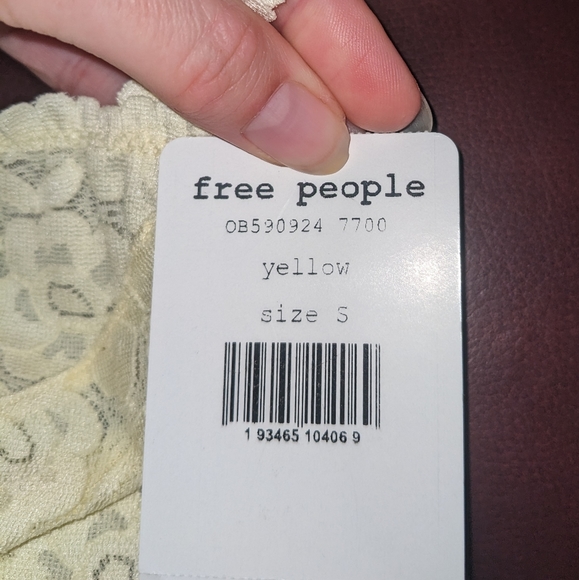 free people
OB590924 7700
yellow
size S
1 93465 10406 9